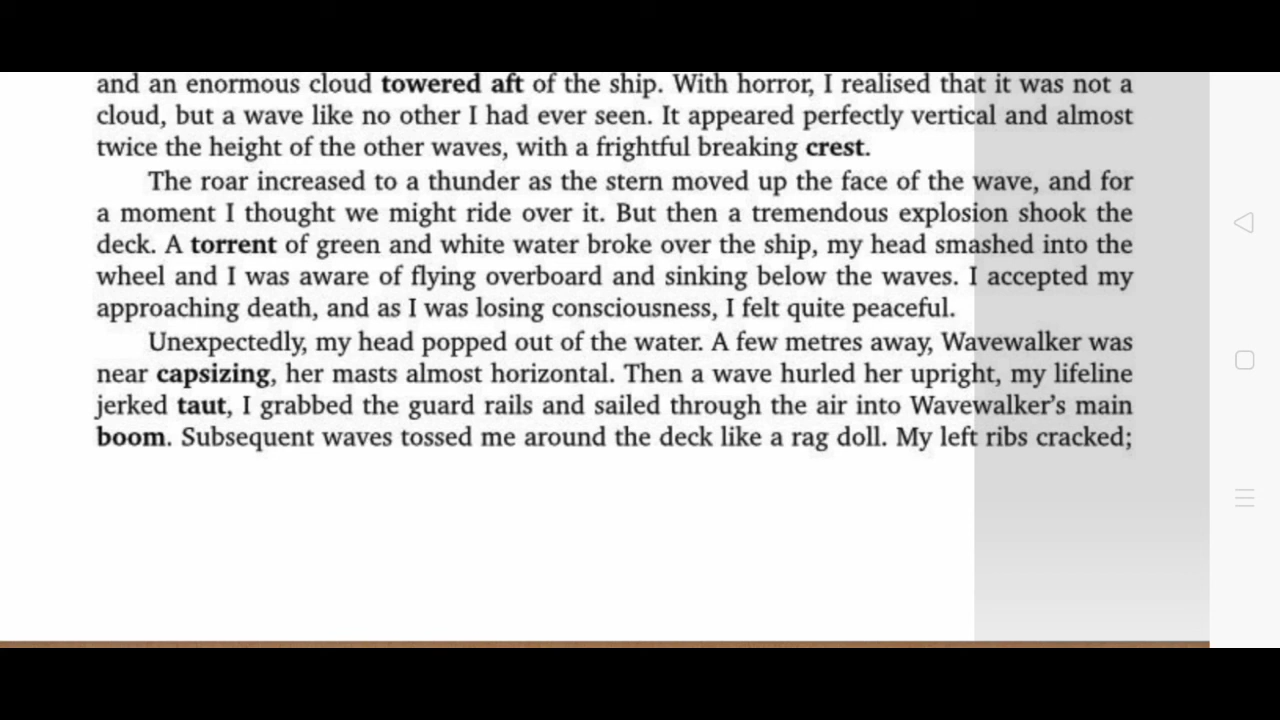 and an enormous cloud towered aft of the ship. With horror, I realised that it was not a
cloud, but a wave like no other I had ever seen. It appeared perfectly vertical and almost
twice the height of the other waves, with a frightful breaking crest.
The roar increased to a thunder as the stern moved up the face of the wave, and for
a moment I thought we might ride over it. But then a tremendous explosion shook the
deck. A torrent of green and white water broke over the ship, my head smashed into the
wheel and I was aware of flying overboard and sinking below the waves. I accepted my
approaching death, and as I was losing consciousness, I felt quite peaceful.
Unexpectedly, my head popped out of the water. A few metres away, Wavewalker was
near capsizing, her masts almost horizontal. Then a wave hurled her upright, my lifeline
jerked taut, I grabbed the guard rails and sailed through the air into Wavewalker’s main
boom. Subsequent waves tossed me around the deck like a rag doll. My left ribs cracked;